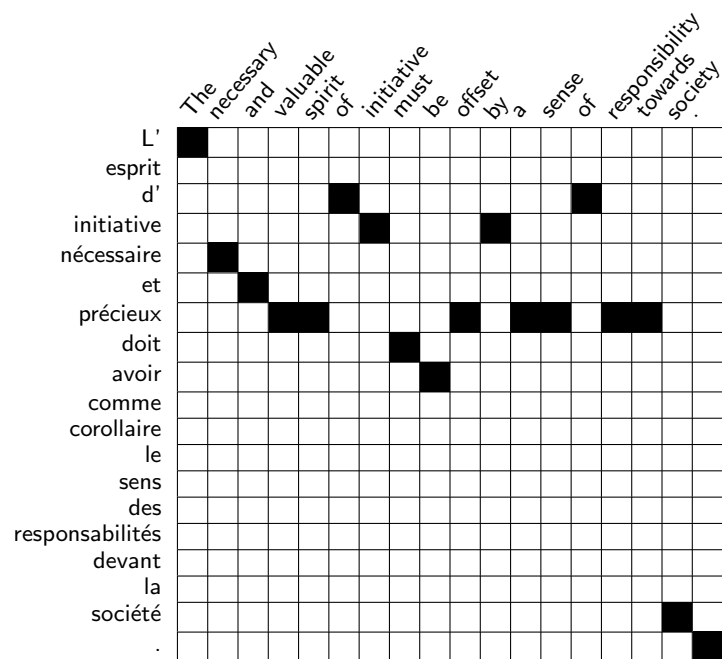 The necessary and valuable spirit of initiative must be offset by a sense of responsibility towards society .
L'
esprit
d'
initiative
nécessaire
et
précieux
doit
avoir
comme
corollaire
le
sens
des
responsabilités
devant
la
société
.